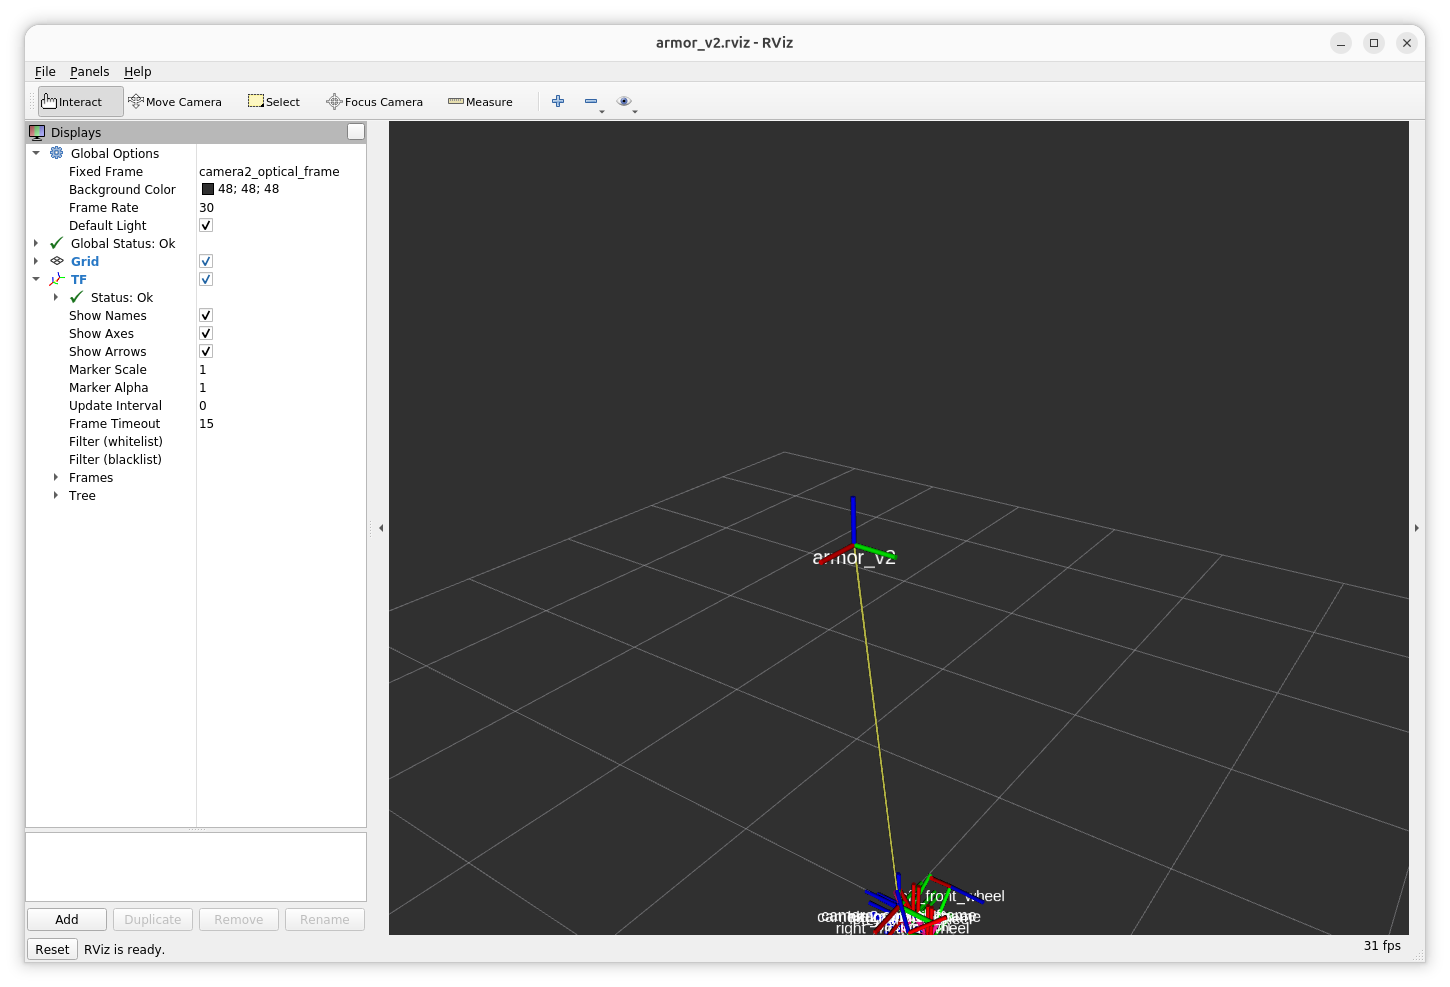 armor_v2.rviz - RViz
File Panels Help
Interact Move Camera Select Focus Camera Measure
Displays
Global Options
Fixed Frame camera2_optical_frame
Background Color 48; 48; 48
Frame Rate 30
Default Light
Global Status: Ok
Grid
TF
Status: Ok
Show Names
Show Axes
Show Arrows
Marker Scale 1
Marker Alpha 1
Update Interval 0
Frame Timeout 15
Filter (whitelist)
Filter (blacklist)
Frames
Tree
armor_v2
Add Duplicate Remove Rename
Reset RViz is ready.
31 fps